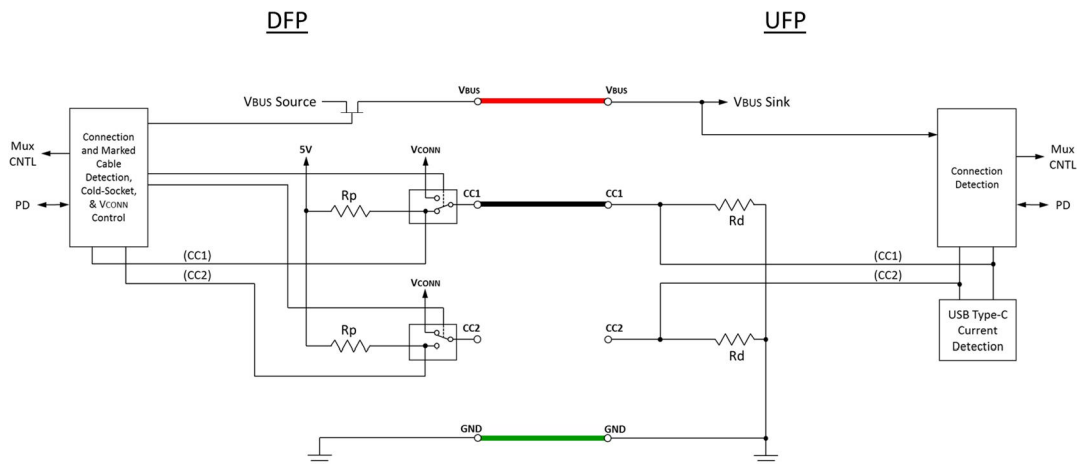 DFP
UFP
VBUS Source
VBUS
VBUS
VBUS Sink
Connection
and Marked
Cable
Detection,
Cold-Socket,
& VCONN
Control
Mux
CNTL
PD
5V
VCONN
Rp
CC1
CC1
Rd
(CC1)
(CC2)
VCONN
Rp
CC2
CC2
Rd
(CC1)
(CC2)
Connection
Detection
Mux
CNTL
PD
USB Type-C
Current
Detection
GND
GND